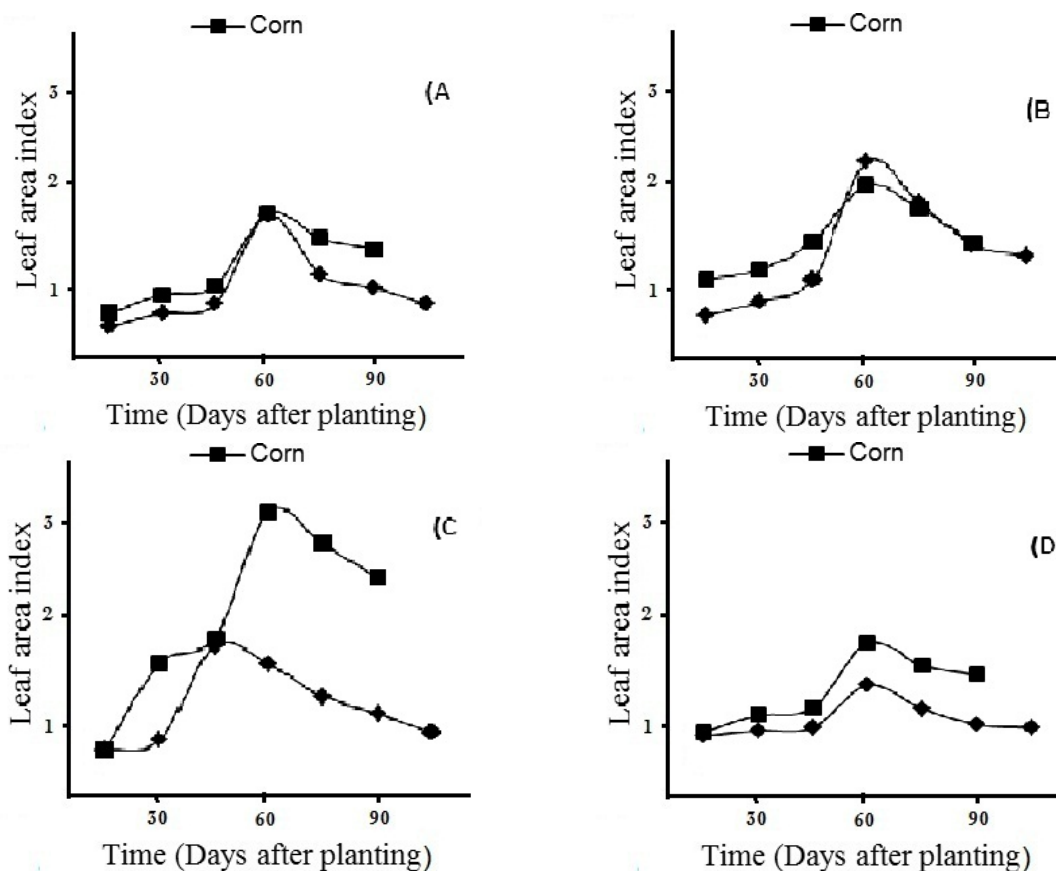 Corn
(A
Leaf area index
3
2
1
30 60 90
Time (Days after planting)
Corn
(B
Leaf area index
3
2
1
30 60 90
Time (Days after planting)
Corn
(C
Leaf area index
3
2
1
30 60 90
Time (Days after planting)
Corn
(D
Leaf area index
3
2
1
30 60 90
Time (Days after planting)